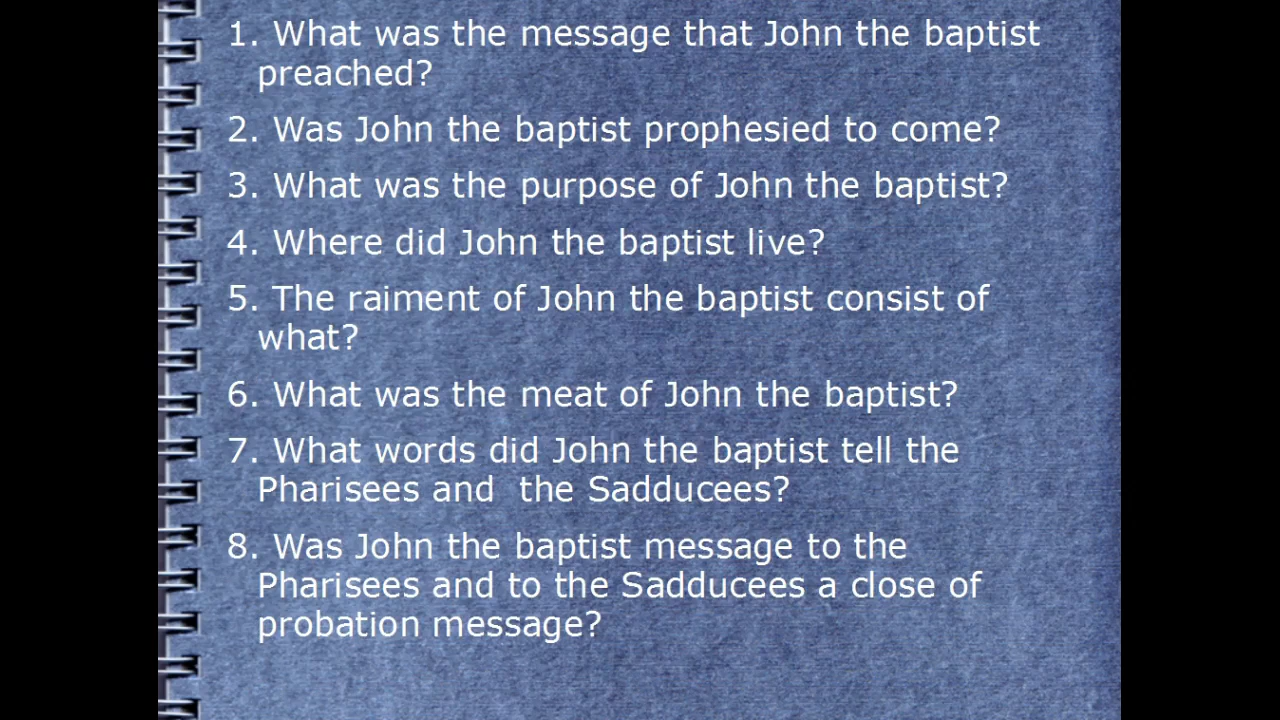 1. What was the message that John the baptist
preached?
2. Was John the baptist prophesied to come?
3. What was the purpose of John the baptist?
4. Where did John the baptist live?
5. The raiment of John the baptist consist of
what?
6. What was the meat of John the baptist?
7. What words did John the baptist tell the
Pharisees and  the Sadducees?
8. Was John the baptist message to the
Pharisees and to the Sadducees a close of
probation message?